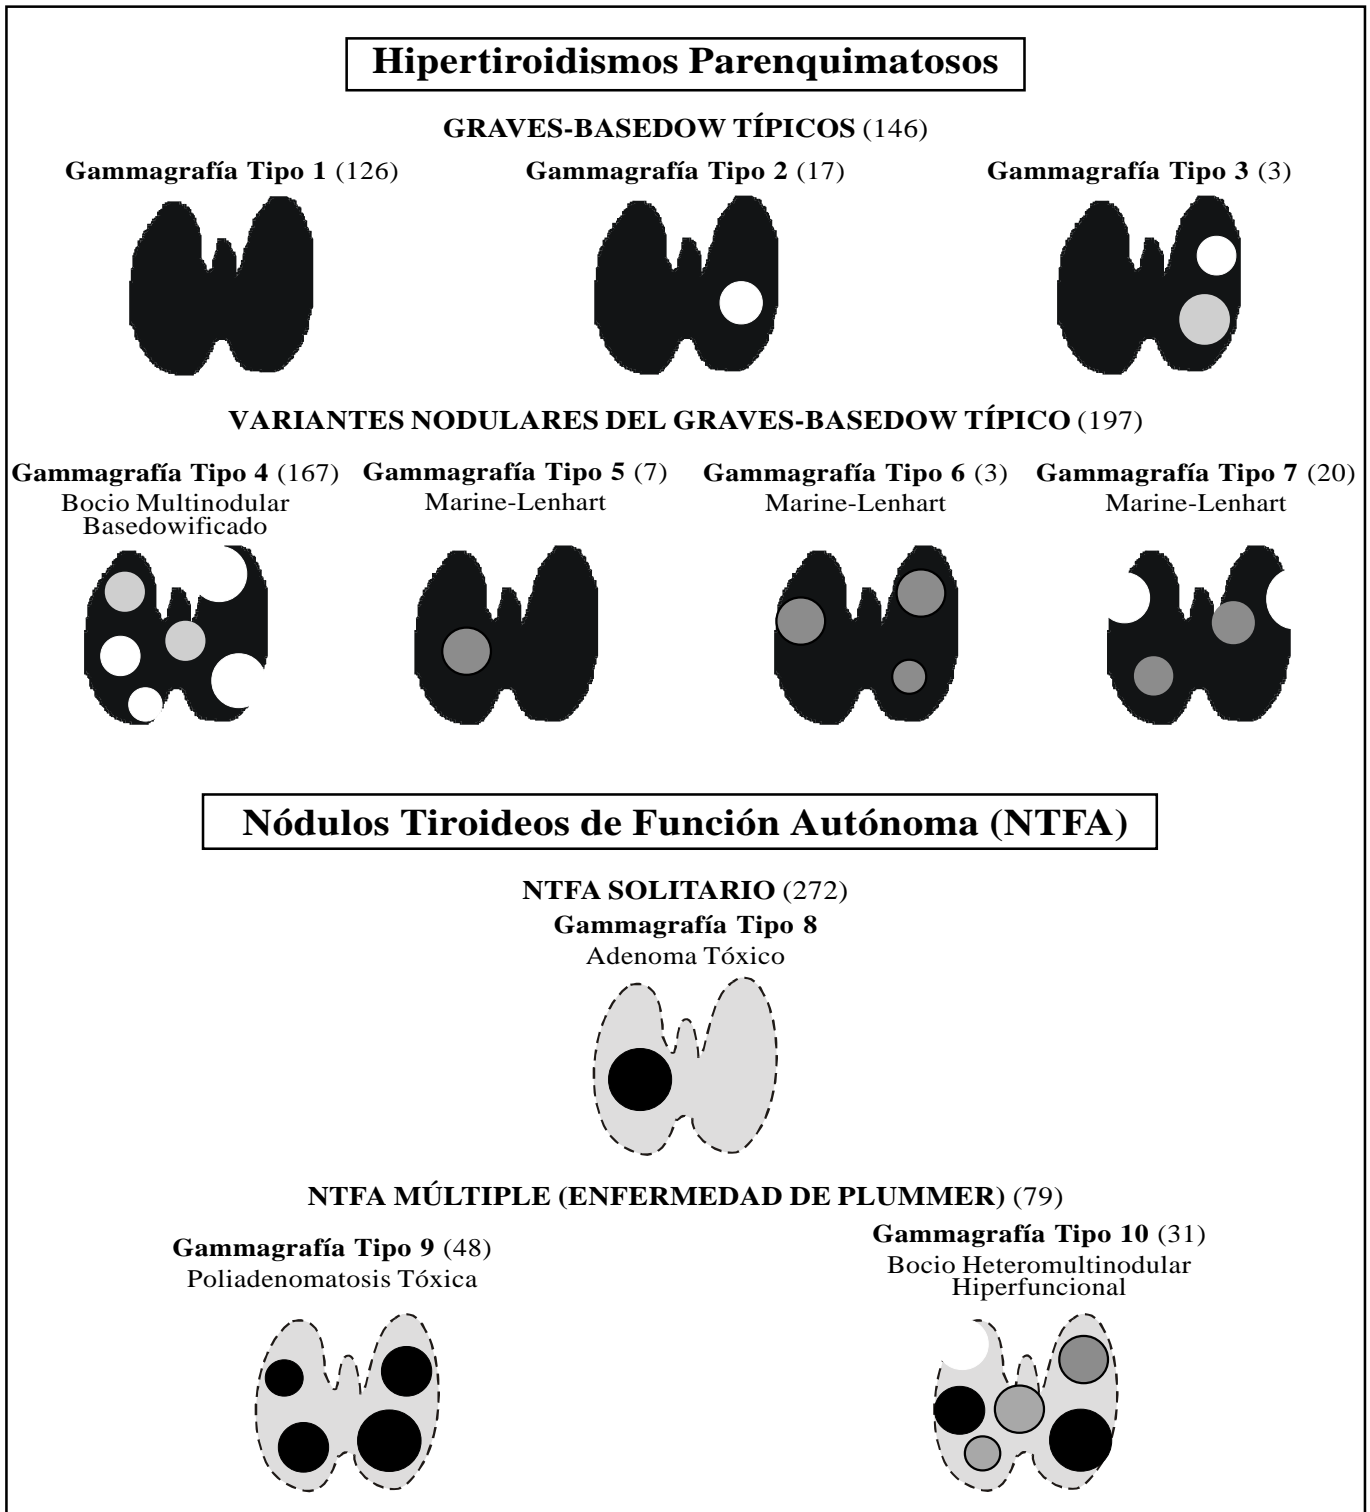 Hipertiroidismos Parenquimatosos
GRAVES-BASEDOW TÍPICOS (146)
Gammagrafía Tipo 1 (126)
Gammagrafía Tipo 2 (17)
Gammagrafía Tipo 3 (3)
VARIANTES NODULARES DEL GRAVES-BASEDOW TÍPICO (197)
Gammagrafía Tipo 4 (167)
Bocio Multinodular
Basedowificado
Gammagrafía Tipo 5 (7)
Marine-Lenhart
Gammagrafía Tipo 6 (3)
Marine-Lenhart
Gammagrafía Tipo 7 (20)
Marine-Lenhart
Nódulos Tiroideos de Función Autónoma (NTFA)
NTFA SOLITARIO (272)
Gammagrafía Tipo 8
Adenoma Tóxico
NTFA MÚLTIPLE (ENFERMEDAD DE PLUMMER) (79)
Gammagrafía Tipo 9 (48)
Poliadenomatosis Tóxica
Gammagrafía Tipo 10 (31)
Bocio Heteromultinodular
Hiperfuncional